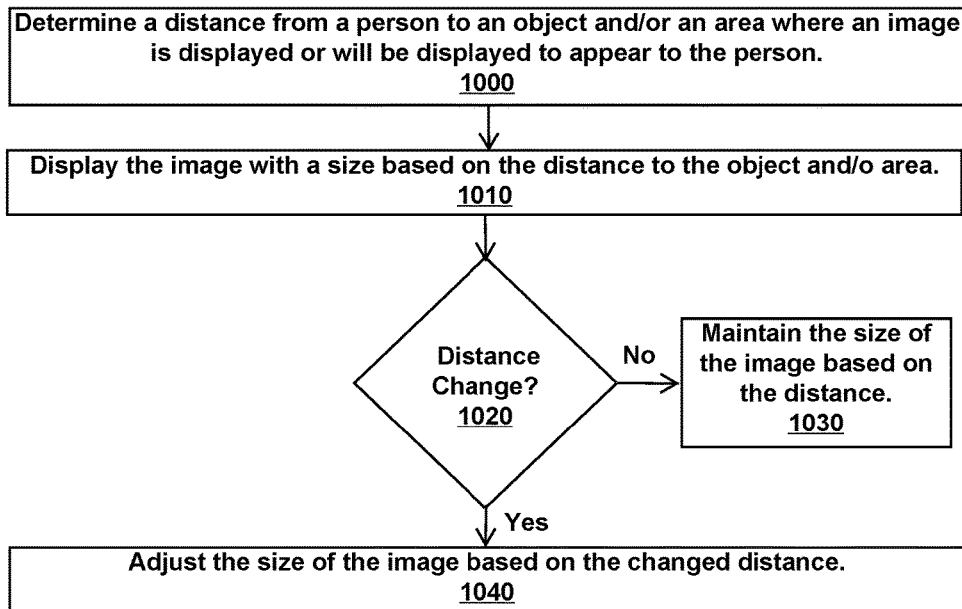 Determine a distance from a person to an object and/or an area where an image
is displayed or will be displayed to appear to the person.
1000
Display the image with a size based on the distance to the object and/o area.
1010
Distance
Change?
1020
No
Maintain the size of
the image based on
the distance.
1030
Yes
Adjust the size of the image based on the changed distance.
1040